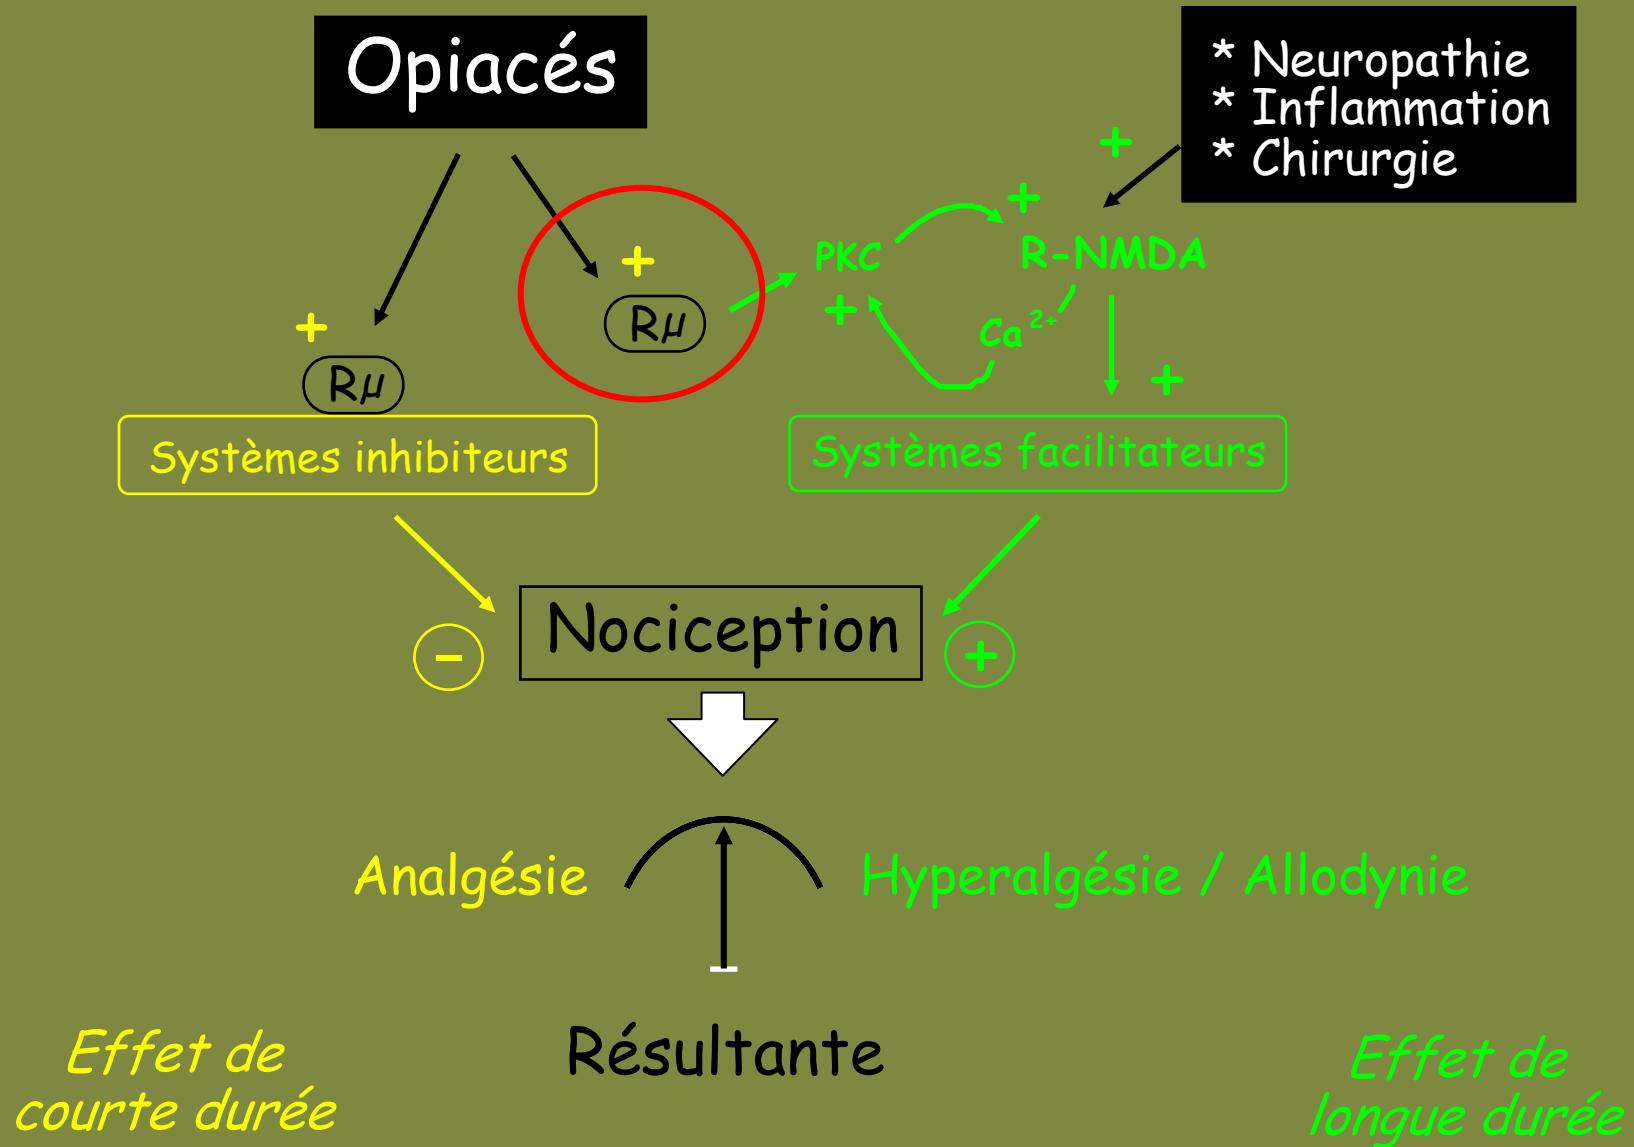 Opiacés
* Neuropathie
* Inflammation
* Chirurgie
+
+
+
PKC
R-NMDA
+
Rµ
+
Ca2+
+
Rµ
+
Systèmes inhibiteurs
Systèmes facilitateurs
Nociception
-
+
Analgésie
Hyperalgésie / Allodynie
Résultante
Effet de
courte durée
Effet de
longue durée